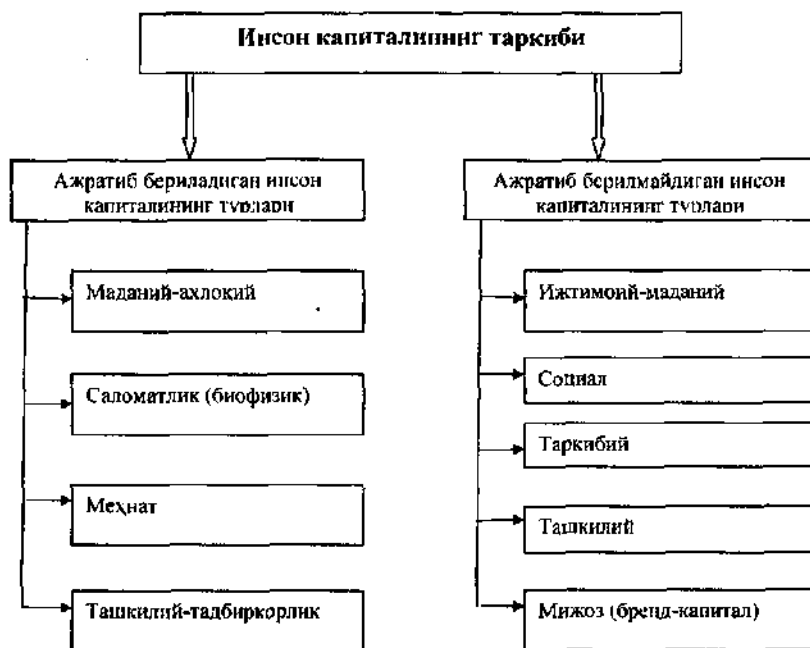 Инсон капиталининг таркиби
Ажратиб бериладиган инсон
капиталининг турлари
Маданий-ахлоқий
Саломатлик (биофизик)
Меҳнат
Ташкилий-тадбиркорлик
Ажратиб берилмайдиган инсон
капиталининг турлари
Ижтимоий-маданий
Социал
Таркибий
Ташкилий
Мижоз (бренд-капитал)